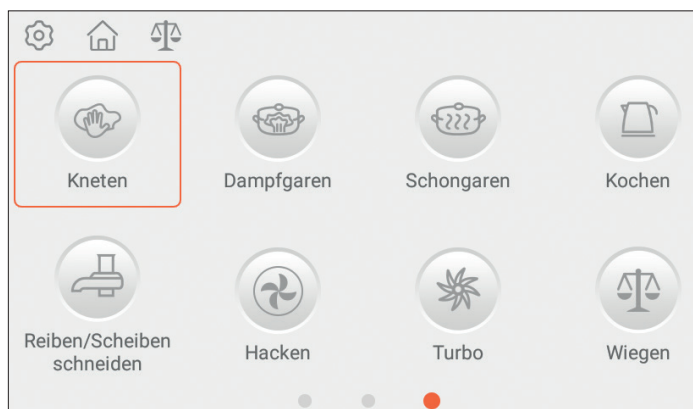 Kneten
Dampfgaren
Schongaren
Kochen
Reiben/Scheiben
schneiden
Hacken
Turbo
Wiegen